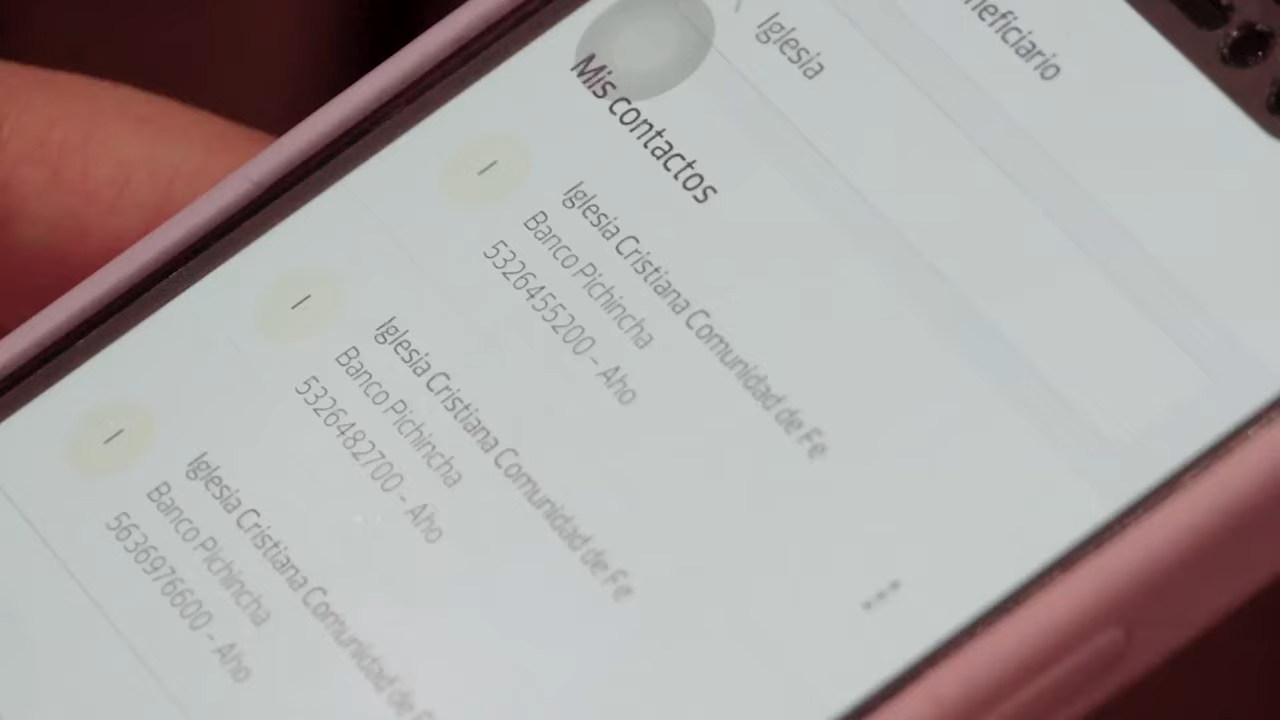 neficiario
Iglesia
Mis contactos
I
Iglesia Cristiana Comunidad de Fe
Banco Pichincha
5326455200 - Aho
I
Iglesia Cristiana Comunidad de Fe
Banco Pichincha
5326482700 - Aho
I
Iglesia Cristiana Comunidad de F
Banco Pichincha
5636976600 - Aho